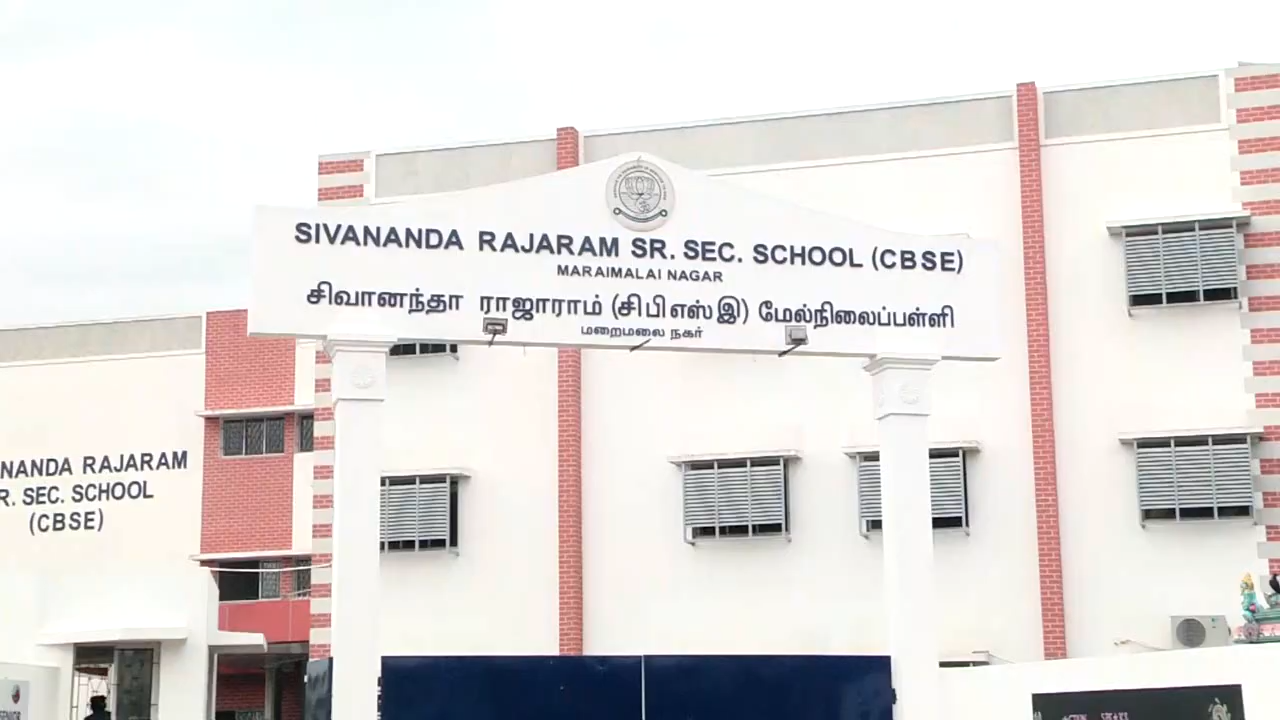 SIVANANDA RAJARAM SR. SEC. SCHOOL (CBSE)
MARAIMALAI NAGAR
சிவானந்தா ராஜாராம் (சிபிஎஸ்இ) மேல்நிலைப்பள்ளி
மறைமலை நகர்
NANDA RAJARAM
R. SEC. SCHOOL
(CBSE)